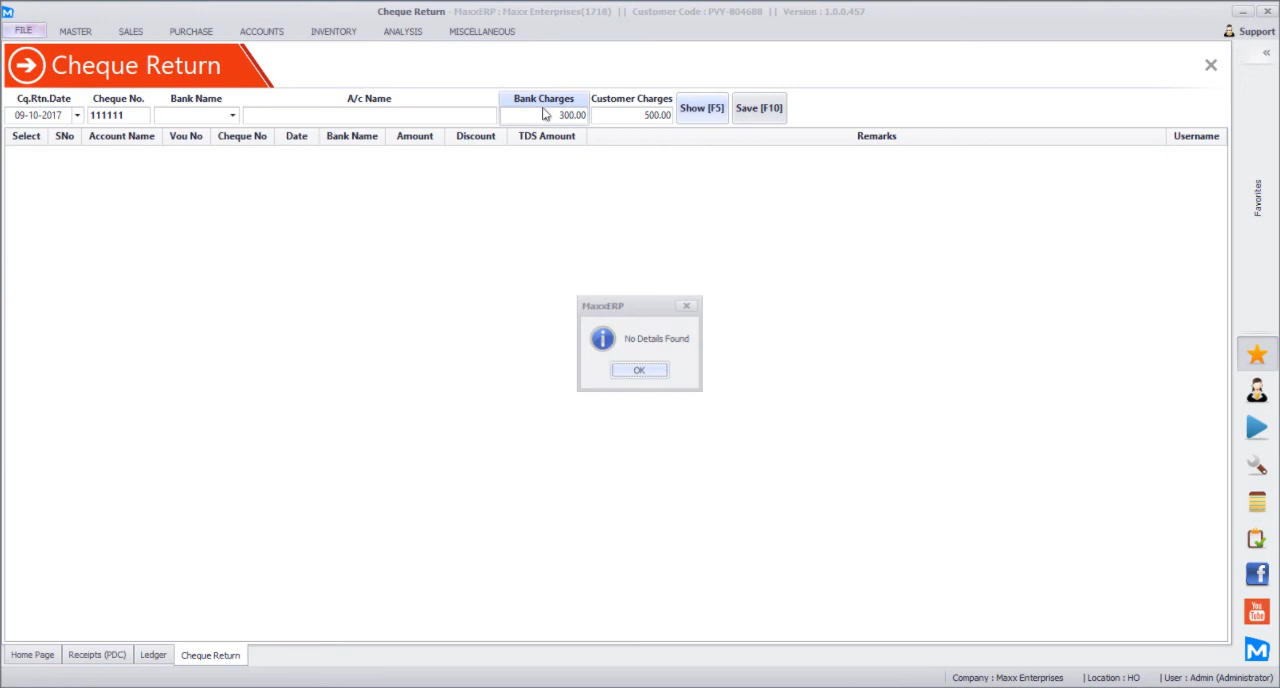 Cheque Return - MaxxERP : Maxx Enterprises(1718) || Customer Code : PVY-804688 || Version : 1.0.0.457
FILE MASTER SALES PURCHASE ACCOUNTS INVENTORY ANALYSIS MISCELLANEOUS Support
Cheque Return
Cq.Rtn.Date Cheque No. Bank Name A/c Name Bank Charges Customer Charges Show [F5] Save [F10]
09-10-2017 111111 300.00 500.00
Select SNo Account Name Vou No Cheque No Date Bank Name Amount Discount TDS Amount Remarks Username
Favorites
MaxxERP
No Details Found
OK
You
Tube
Home Page Receipts (PDC) Ledger Cheque Return
Company : Maxx Enterprises | Location : HO | User : Admin (Administrator)